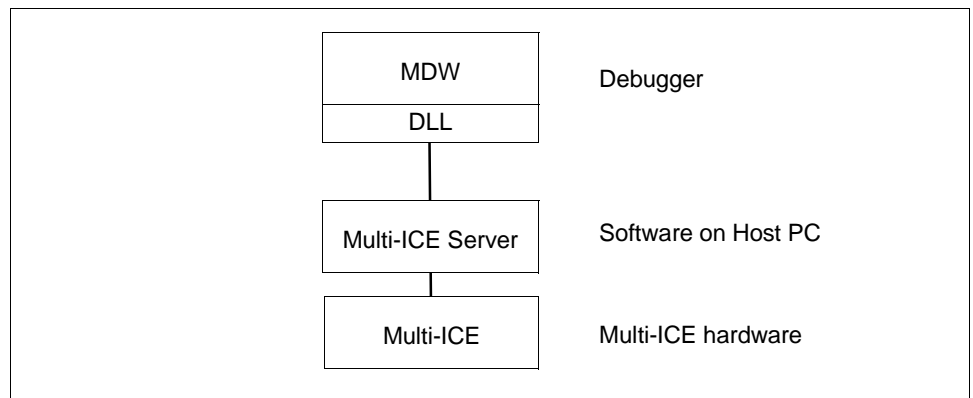 MDW
Debugger
DLL
Multi-ICE Server
Software on Host PC
Multi-ICE
Multi-ICE hardware